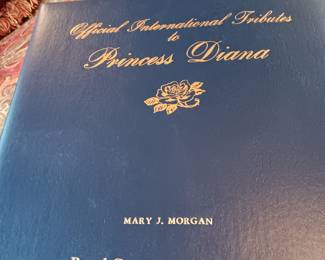 Official International Tributes
to
Princess Diana
MARY J. MORGAN